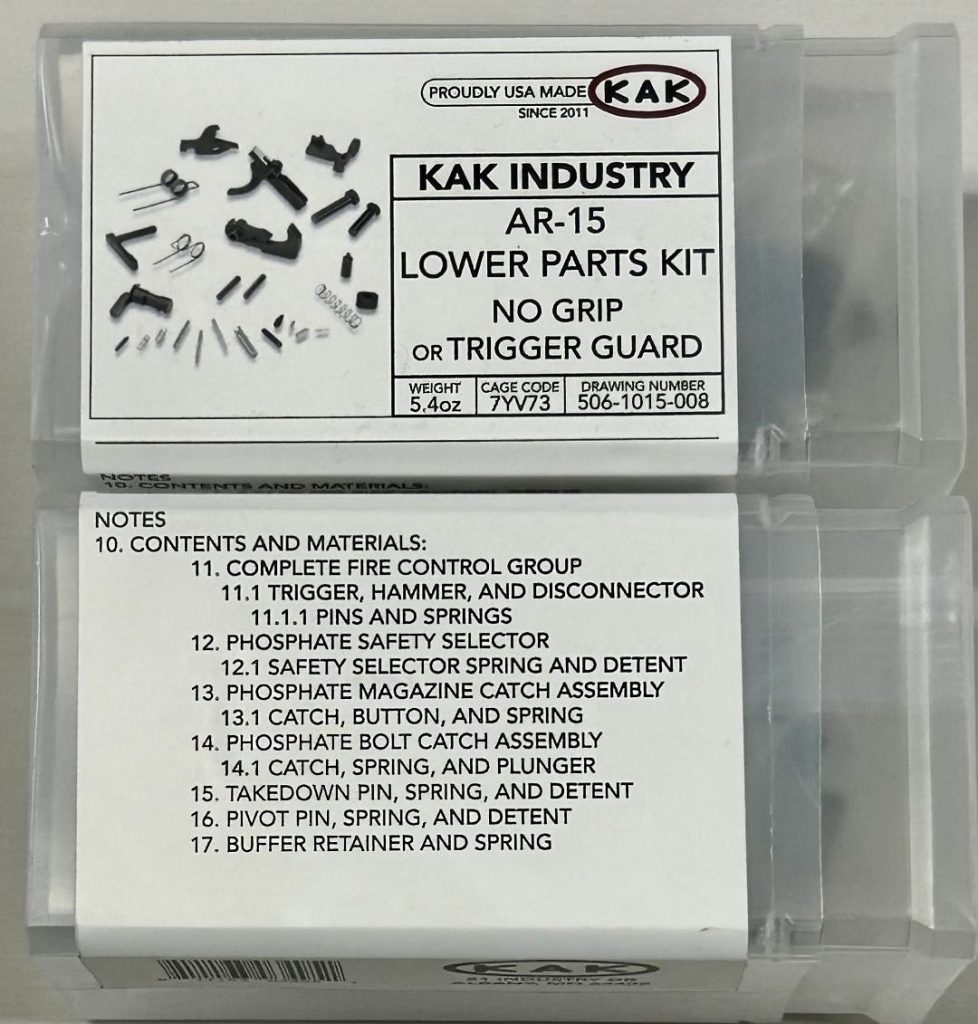 PROUDLY USA MADE KAK
SINCE 2011
KAK INDUSTRY
AR-15
LOWER PARTS KIT
NO GRIP
OR TRIGGER GUARD
WEIGHT CAGE CODE DRAWING NUMBER
5.4oz 7YV73 506-1015-008
NOTES
10. CONTENTS AND MATERIALS:
NOTES
10. CONTENTS AND MATERIALS:
11. COMPLETE FIRE CONTROL GROUP
11.1 TRIGGER, HAMMER, AND DISCONNECTOR
11.1.1 PINS AND SPRINGS
12. PHOSPHATE SAFETY SELECTOR
12.1 SAFETY SELECTOR SPRING AND DETENT
13. PHOSPHATE MAGAZINE CATCH ASSEMBLY
13.1 CATCH, BUTTON, AND SPRING
14. PHOSPHATE BOLT CATCH ASSEMBLY
14.1 CATCH, SPRING, AND PLUNGER
15. TAKEDOWN PIN, SPRING, AND DETENT
16. PIVOT PIN, SPRING, AND DETENT
17. BUFFER RETAINER AND SPRING
KAK